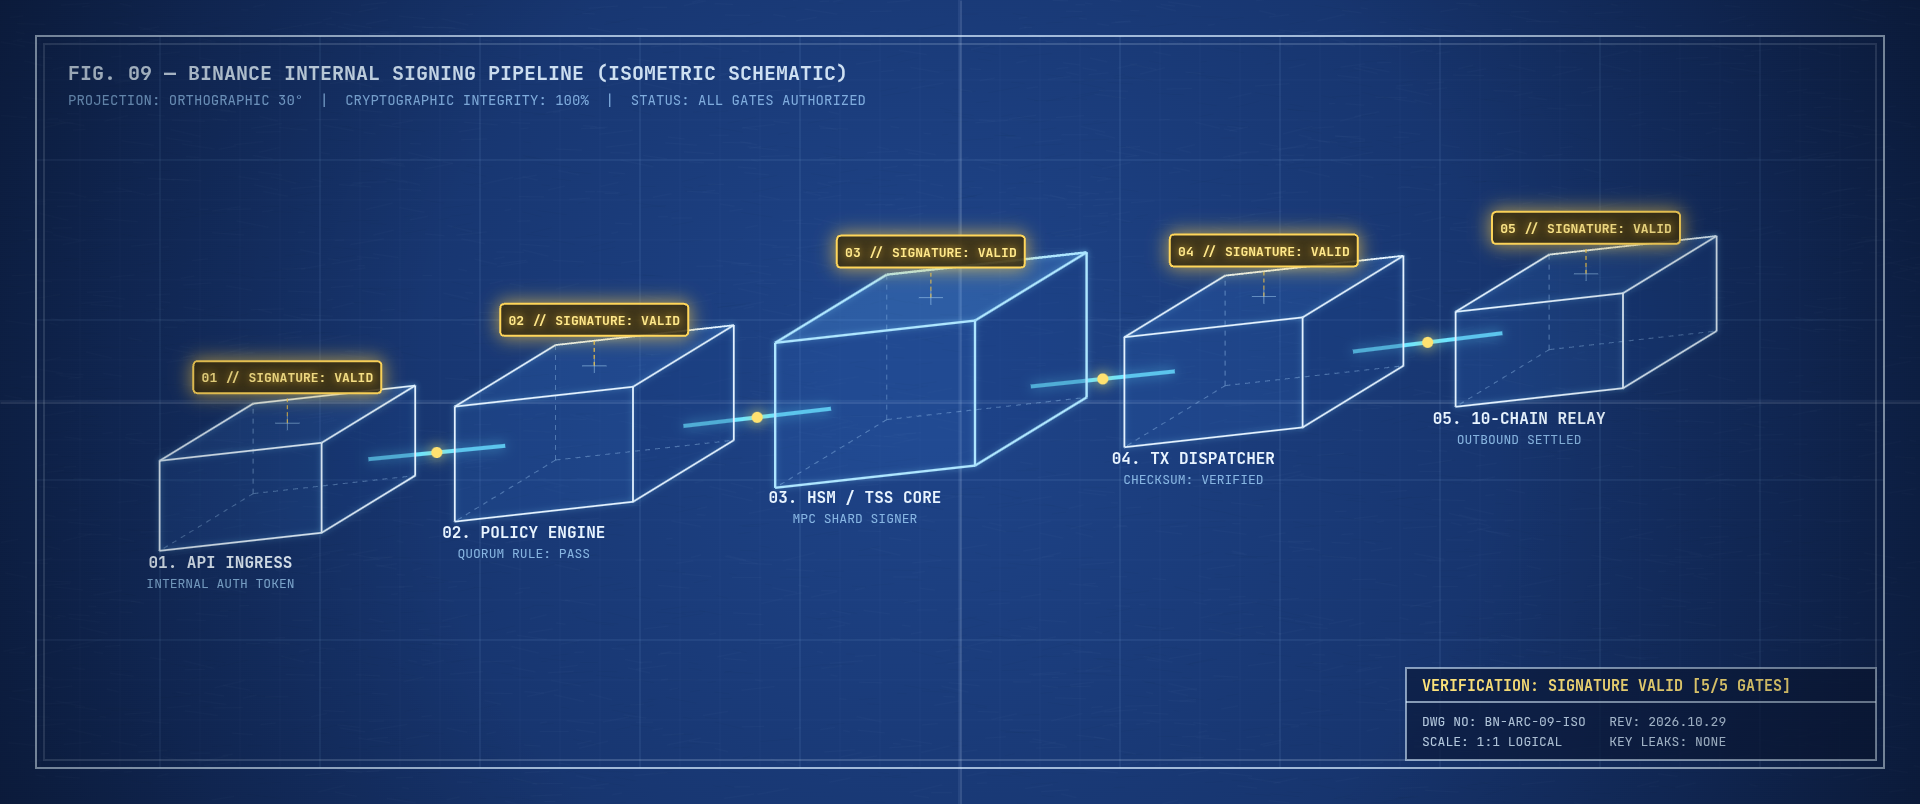 FIG. 09 — BINANCE INTERNAL SIGNING PIPELINE (ISOMETRIC SCHEMATIC)
PROJECTION: ORTHOGRAPHIC 30° | CRYPTOGRAPHIC INTEGRITY: 100% | STATUS: ALL GATES AUTHORIZED
01 // SIGNATURE: VALID
01. API INGRESS
INTERNAL AUTH TOKEN
02 // SIGNATURE: VALID
02. POLICY ENGINE
QUORUM RULE: PASS
03 // SIGNATURE: VALID
03. HSM / TSS CORE
MPC SHARD SIGNER
04 // SIGNATURE: VALID
04. TX DISPATCHER
CHECKSUM: VERIFIED
05 // SIGNATURE: VALID
05. 10-CHAIN RELAY
OUTBOUND SETTLED
VERIFICATION: SIGNATURE VALID [5/5 GATES]
DWG NO: BN-ARC-09-ISO REV: 2026.10.29
SCALE: 1:1 LOGICAL KEY LEAKS: NONE